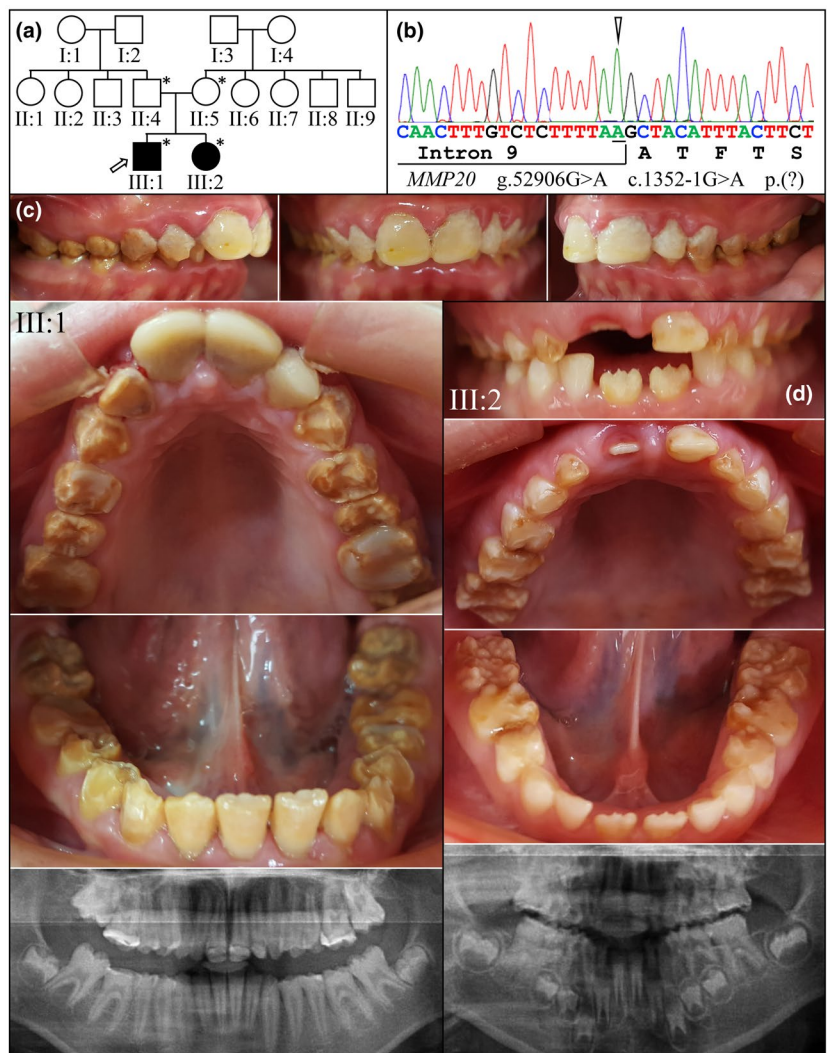 (a)
I:1 I:2 I:3 I:4
* *
II:1 II:2 II:3 II:4 II:5 II:6 II:7 II:8 II:9
* *
III:1 III:2
(b)
CAACTTTGTCTCTTTTAAGCTACATTTACTTCT
Intron 9 A T F T S
MMP20 g.52906G>A c.1352-1G>A p.(?)
(c)
III:1
III:2 (d)